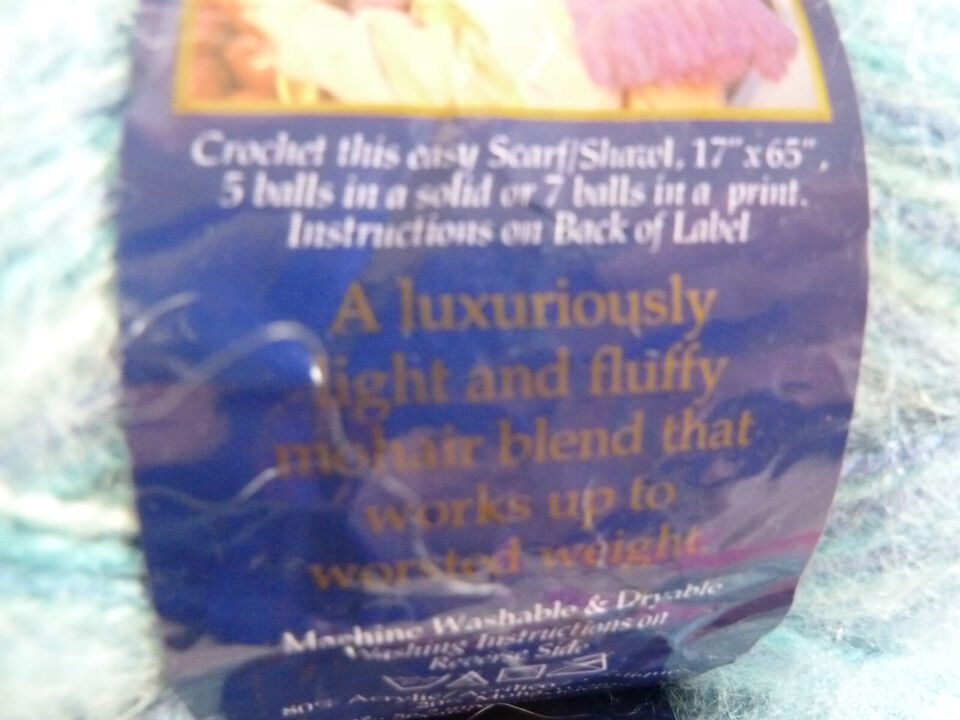 Crochet this easy Scarf/Shawl, 17" x 65",
5 balls in a solid or 7 balls in a print.
Instructions on Back of Label
A luxuriously
light and fluffy
mohair blend that
works up to
worsted weight
Machine Washable & Dryable
Washing Instructions on
Reverse Side
80% Acrylic